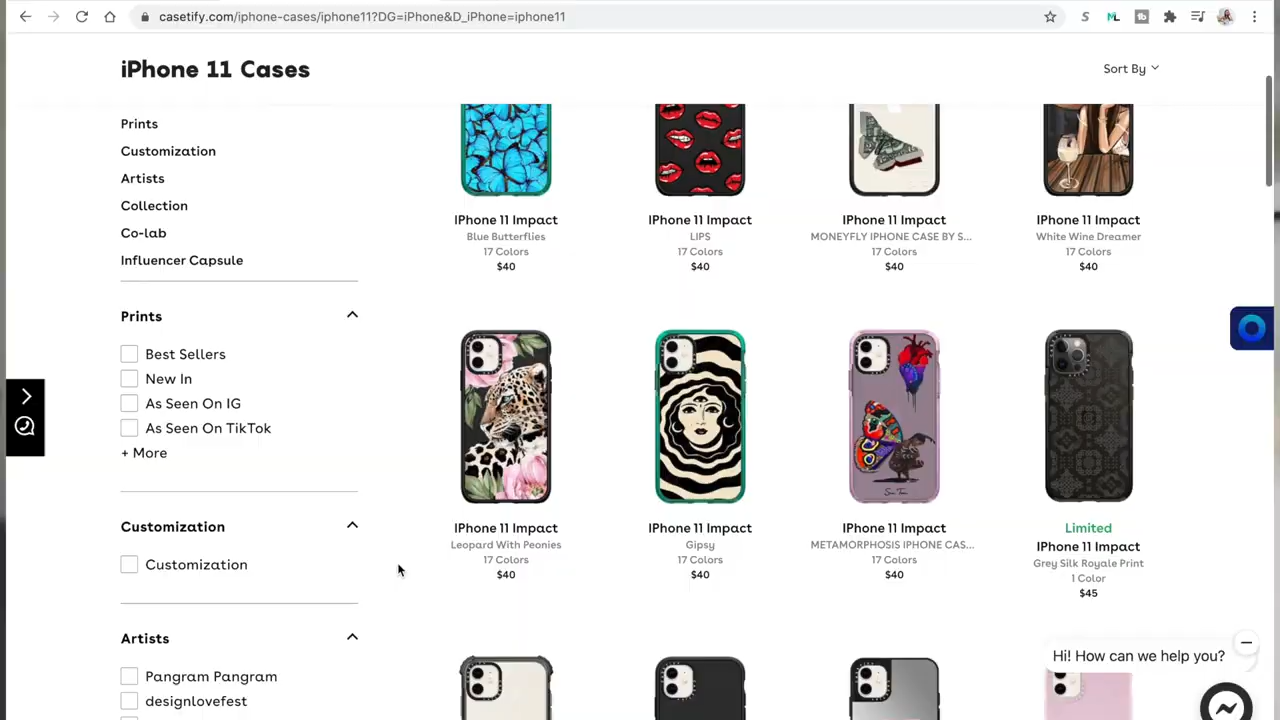 casetify.com/iphone-cases/iphone11?DG=iPhone&D_iPhone=iphone11
iPhone 11 Cases
Sort By
Prints
Customization
Artists
Collection
Co-lab
Influencer Capsule
IPhone 11 Impact
Blue Butterflies
17 Colors
$40
IPhone 11 Impact
LIPS
17 Colors
$40
IPhone 11 Impact
MONEYFLY IPHONE CASE BY S...
17 Colors
$40
IPhone 11 Impact
White Wine Dreamer
17 Colors
$40
Prints
Best Sellers
New In
As Seen On IG
As Seen On TikTok
+ More
Customization
Customization
Artists
Pangram Pangram
designlovefest
IPhone 11 Impact
Leopard With Peonies
17 Colors
$40
IPhone 11 Impact
Gipsy
17 Colors
$40
IPhone 11 Impact
METAMORPHOSIS IPHONE CAS...
17 Colors
$40
Limited
IPhone 11 Impact
Grey Silk Royale Print
1 Color
$45
Hi! How can we help you?